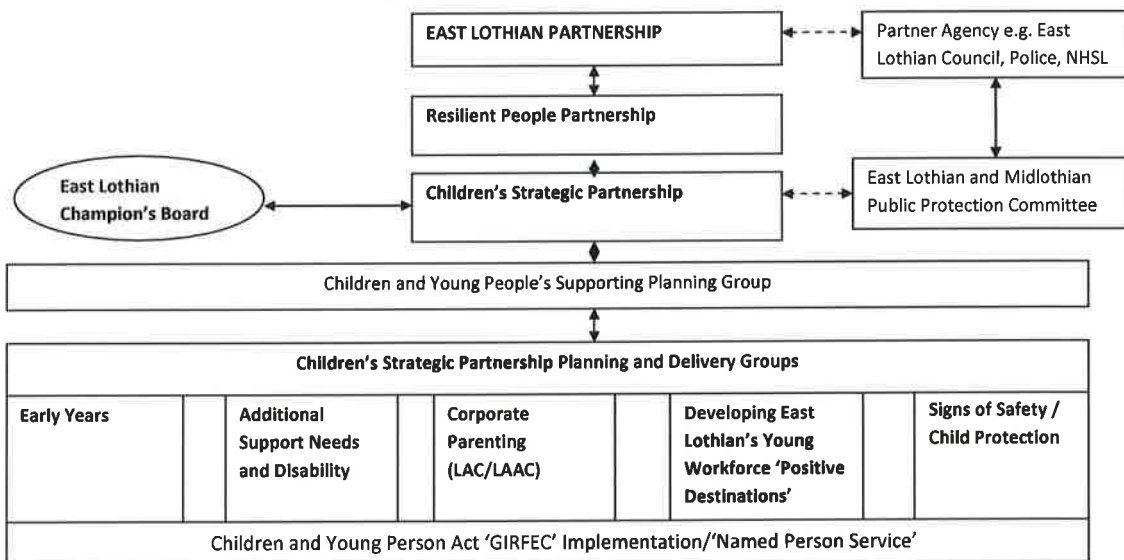 EAST LOTHIAN PARTNERSHIP
Partner Agency e.g. East
Lothian Council, Police, NHSL
Resilient People Partnership
East Lothian
Champion's Board
Children's Strategic Partnership
East Lothian and Midlothian
Public Protection Committee
Children and Young People's Supporting Planning Group
Children's Strategic Partnership Planning and Delivery Groups
Early Years
Additional
Support Needs
and Disability
Corporate
Parenting
(LAC/LAAC)
Developing East
Lothian's Young
Workforce 'Positive
Destinations'
Signs of Safety /
Child Protection
Children and Young Person Act 'GIRFEC' Implementation/'Named Person Service'